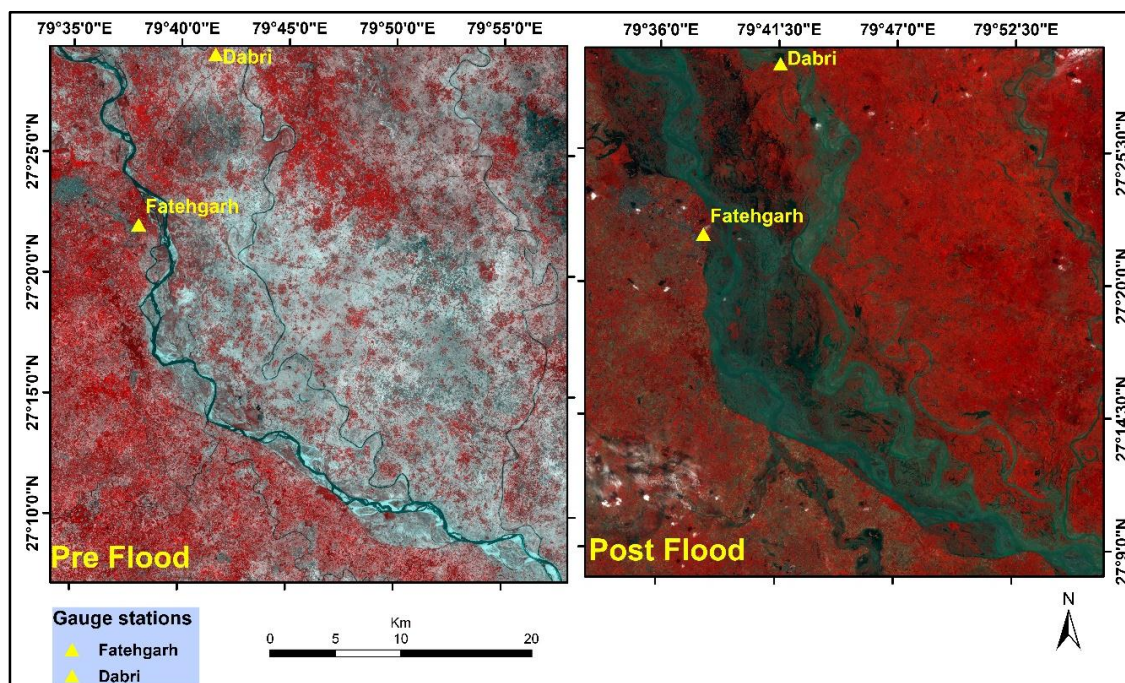 79°35'0"E 79°40'0"E 79°45'0"E 79°50'0"E 79°55'0"E
79°36'0"E 79°41'30"E 79°47'0"E 79°52'30"E
Dabri
Fatehgarh
Pre Flood
27°25'0"N
27°20'0"N
27°15'0"N
27°10'0"N
Dabri
Fatehgarh
Post Flood
27°25'30"N
27°20'0"N
27°14'30"N
27°9'0"N
Gauge stations
Fatehgarh
Dabri
Km
0 5 10 20
N